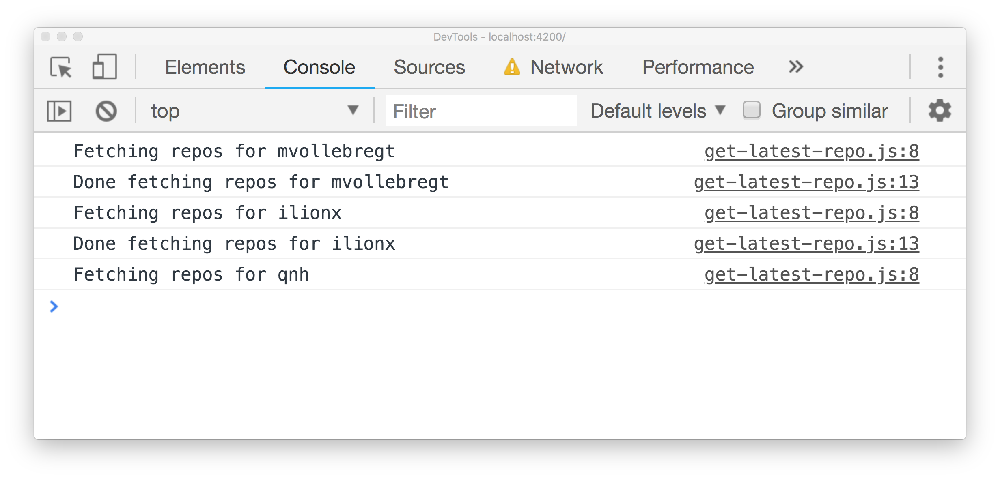 DevTools - localhost:4200/
Elements Console Sources Network Performance
top Filter Default levels Group similar
Fetching repos for mvollebregt get-latest-repo.js:8
Done fetching repos for mvollebregt get-latest-repo.js:13
Fetching repos for ilionx get-latest-repo.js:8
Done fetching repos for ilionx get-latest-repo.js:13
Fetching repos for qnh get-latest-repo.js:8